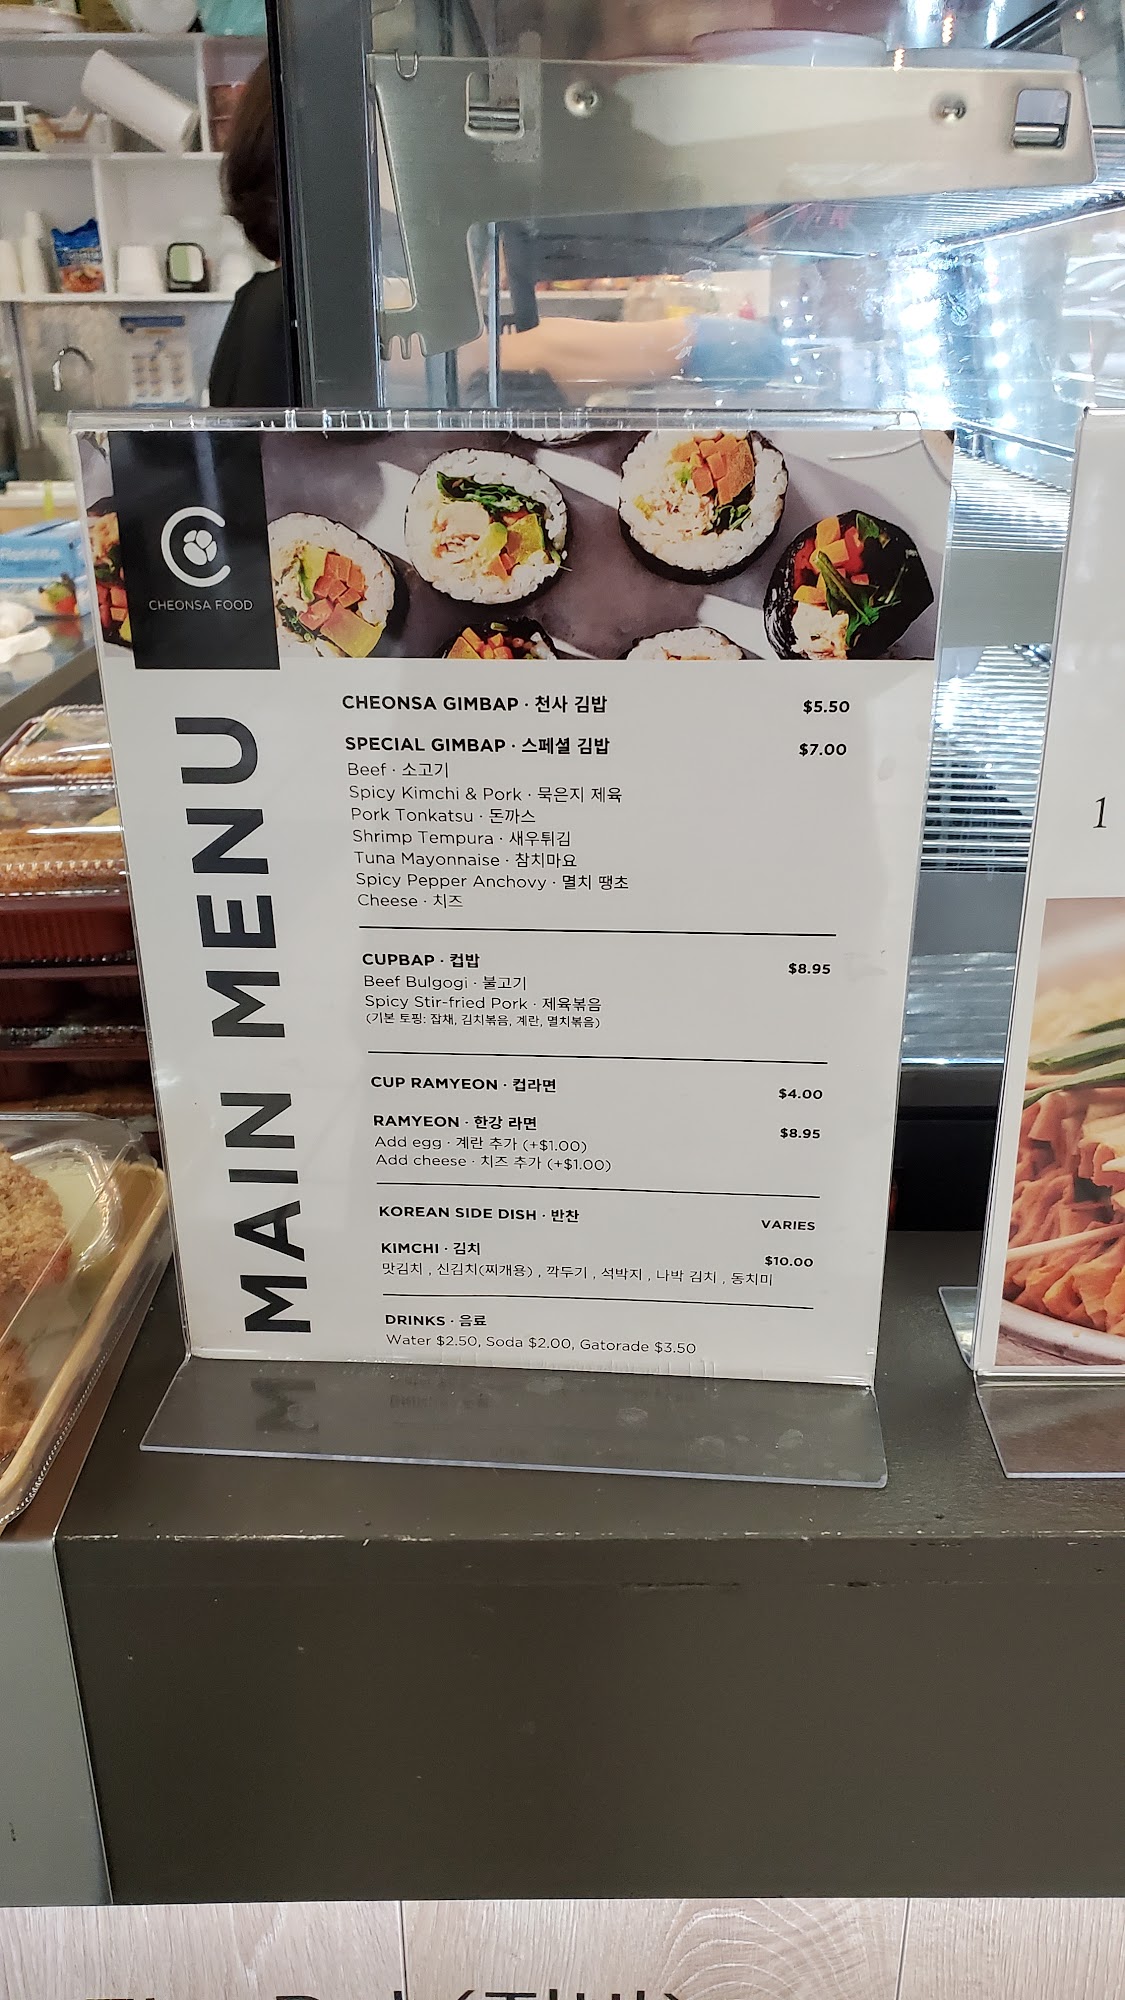 CHEONSA FOOD
MAIN MENU
CHEONSA GIMBAP · 천사 김밥 $5.50
SPECIAL GIMBAP · 스페셜 김밥 $7.00
Beef · 소고기
Spicy Kimchi & Pork · 묵은지 제육
Pork Tonkatsu · 돈까스
Shrimp Tempura · 새우튀김
Tuna Mayonnaise · 참치마요
Spicy Pepper Anchovy · 멸치 땡초
Cheese · 치즈
CUPBAP · 컵밥 $8.95
Beef Bulgogi · 불고기
Spicy Stir-fried Pork · 제육볶음
(기본 토핑: 잡채, 김치볶음, 계란, 멸치볶음)
CUP RAMYEON · 컵라면 $4.00
RAMYEON · 한강 라면 $8.95
Add egg · 계란 추가 (+$1.00)
Add cheese · 치즈 추가 (+$1.00)
KOREAN SIDE DISH · 반찬 VARIES
KIMCHI · 김치 $10.00
맛김치 , 신김치(찌개용) , 깍두기 , 석박지 , 나박 김치 , 동치미
DRINKS · 음료
Water $2.50, Soda $2.00, Gatorade $3.50
1